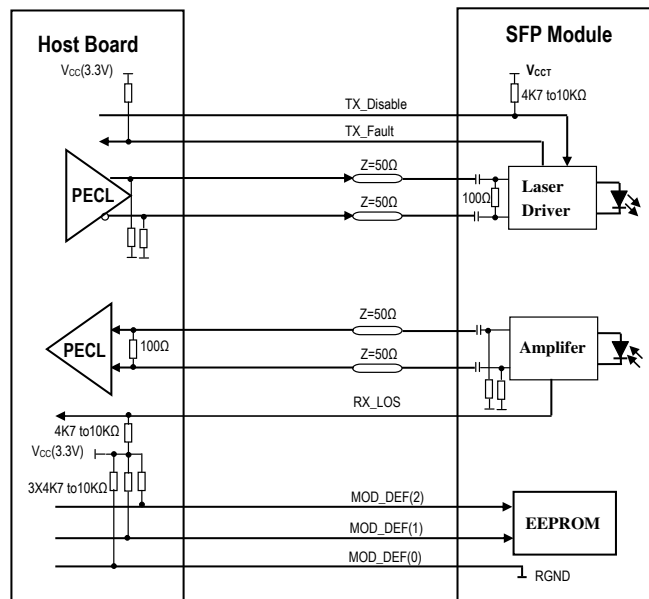 Host Board
SFP Module
VCC(3.3V)
VCCT
4K7 to10KΩ
TX_Disable
TX_Fault
Z=50Ω
PECL
100Ω
Laser
Driver
Z=50Ω
Z=50Ω
PECL
100Ω
Amplifer
Z=50Ω
RX_LOS
4K7 to10KΩ
VCC(3.3V)
3X4K7 to10KΩ
MOD_DEF(2)
EEPROM
MOD_DEF(1)
MOD_DEF(0)
RGND